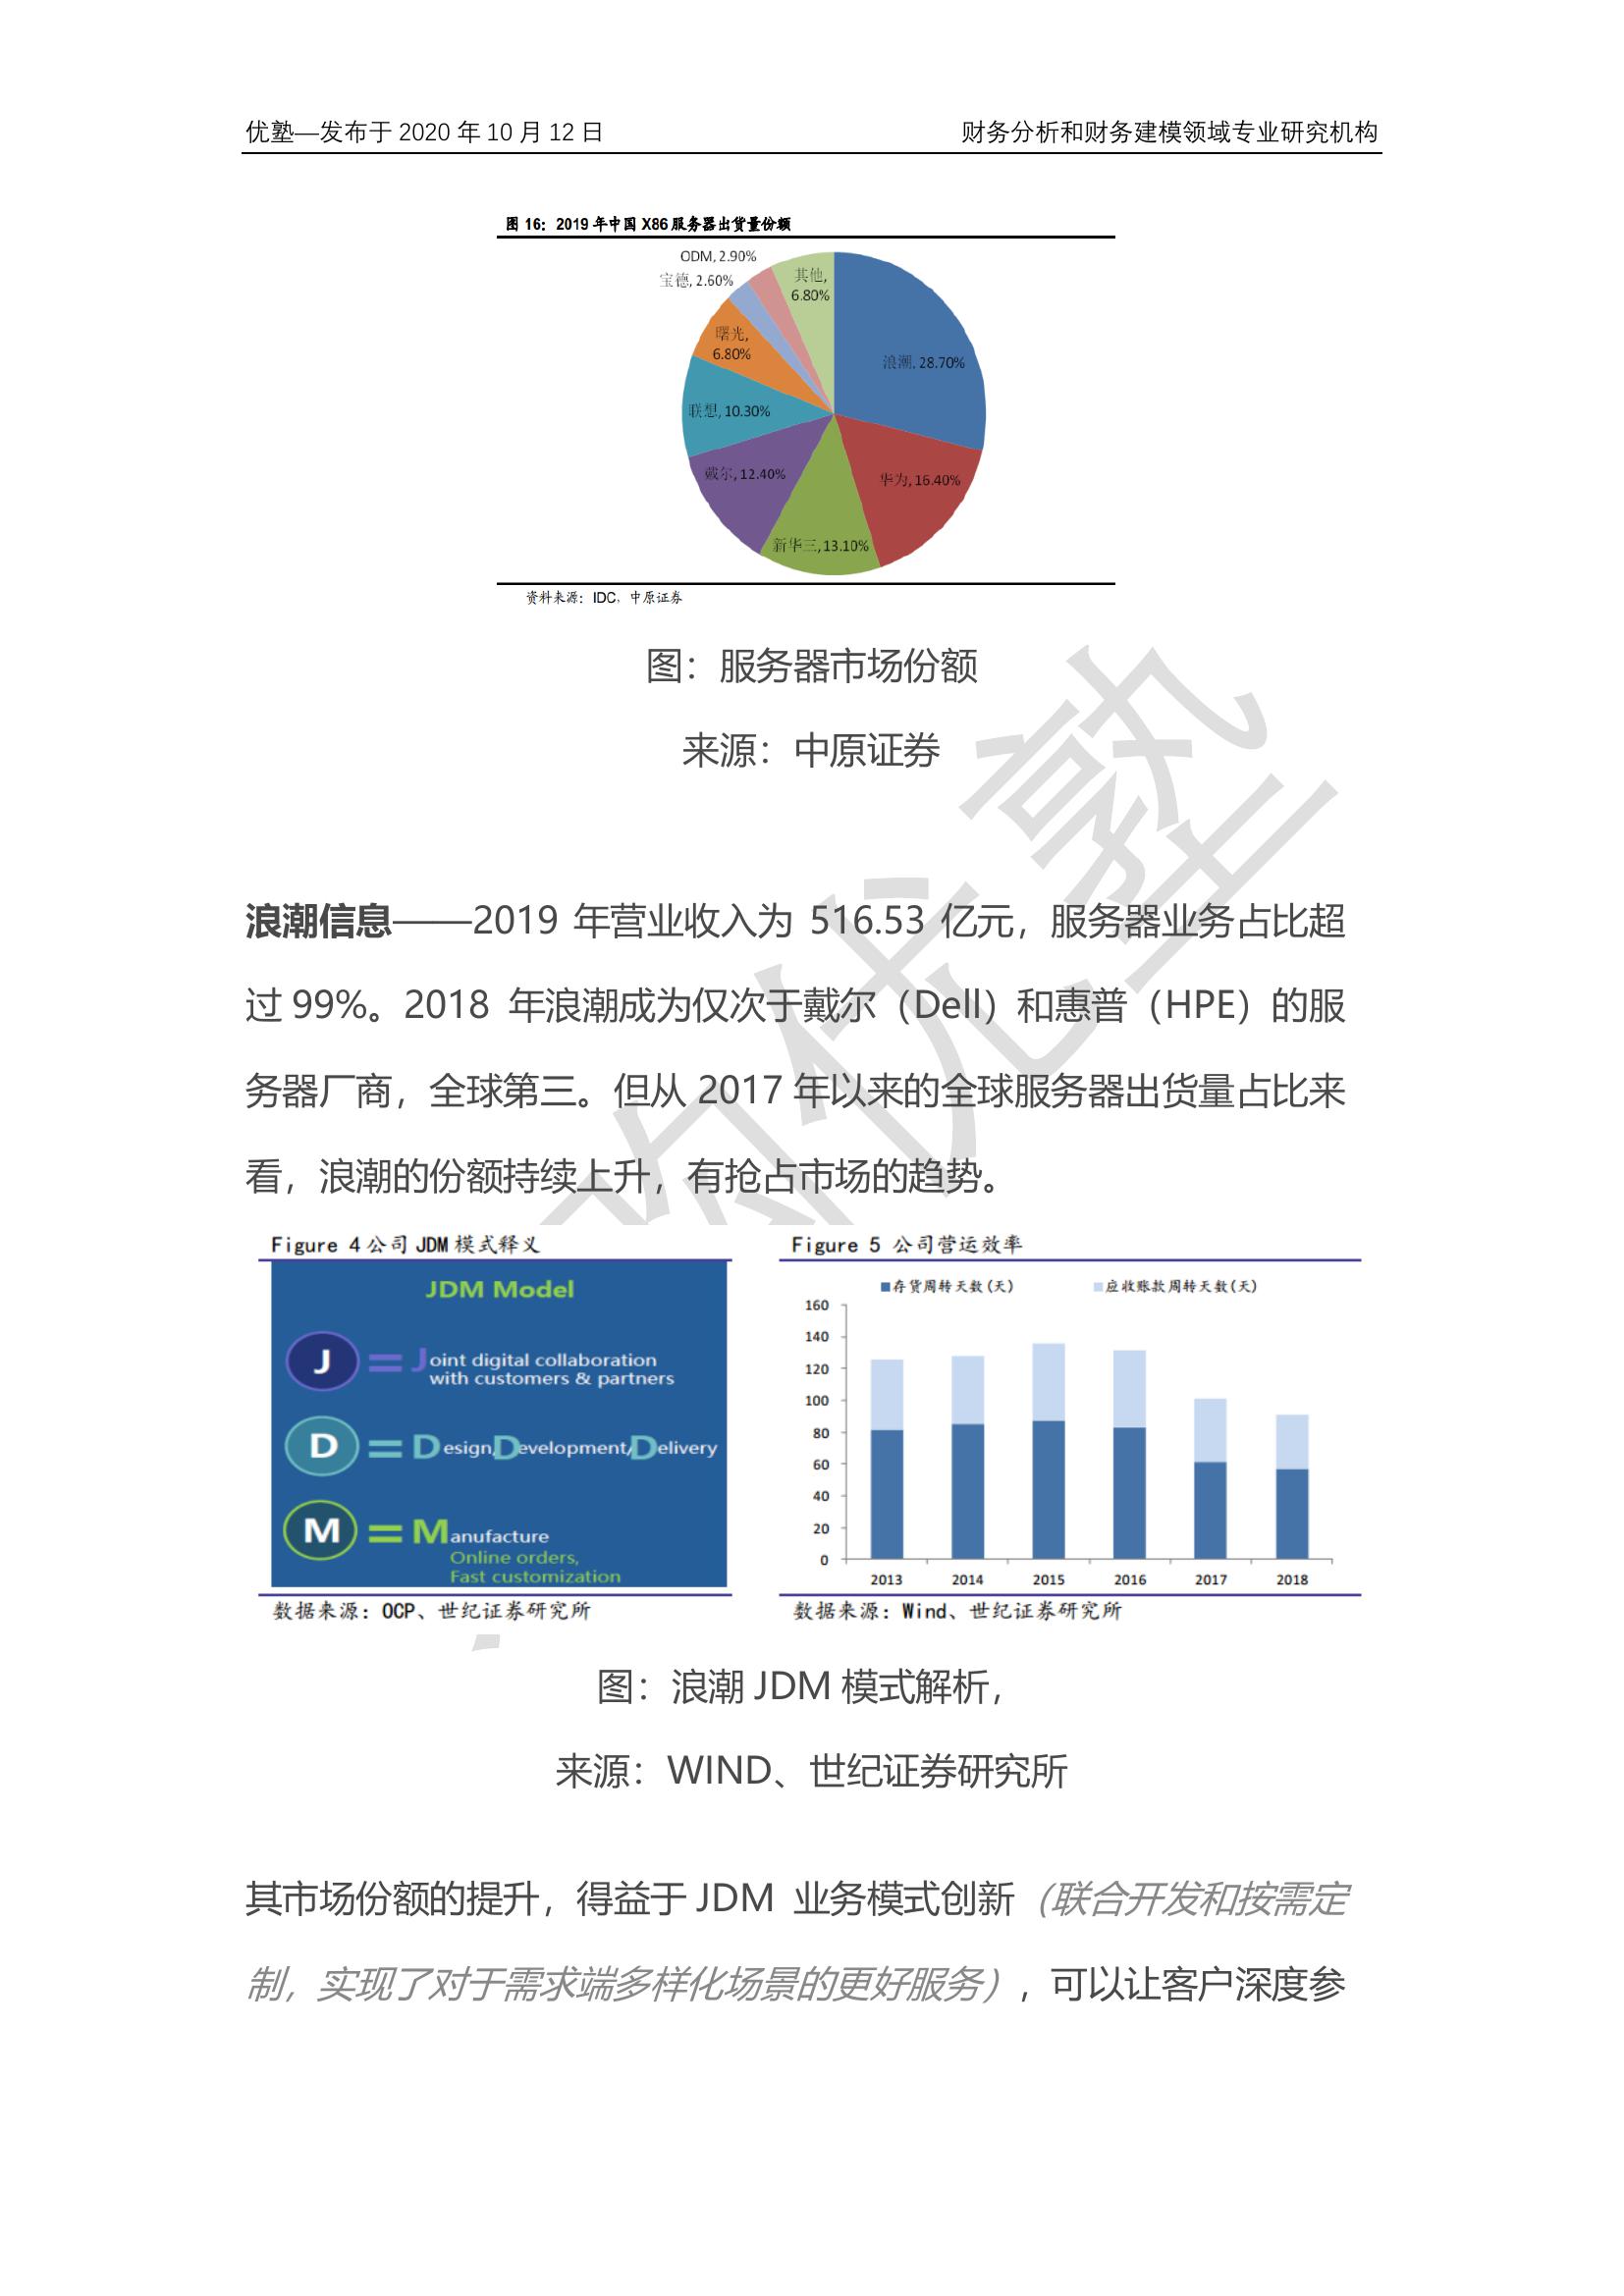 优塾—发布于 2020 年 10 月 12 日
财务分析和财务建模领域专业研究机构
图 16：2019 年中国 X86 服务器出货量份额
ODM, 2.90%
宝德, 2.60%
其他,
6.80%
曙光,
6.80%
浪潮, 28.70%
联想, 10.30%
戴尔, 12.40%
华为, 16.40%
新华三, 13.10%
资料来源：IDC，中原证券
图：服务器市场份额
来源：中原证券
浪潮信息——2019 年营业收入为 516.53 亿元，服务器业务占比超
过 99%。2018 年浪潮成为仅次于戴尔（Dell）和惠普（HPE）的服
务器厂商，全球第三。但从 2017 年以来的全球服务器出货量占比来
看，浪潮的份额持续上升，有抢占市场的趋势。
Figure 4 公司 JDM 模式释义
JDM Model
J = Joint digital collaboration
with customers & partners
D = Design/Development/Delivery
M = Manufacture
Online orders,
Fast customization
数据来源：OCP、世纪证券研究所
Figure 5 公司营运效率
存货周转天数(天) 应收账款周转天数(天)
160
140
120
100
80
60
40
20
0
2013 2014 2015 2016 2017 2018
数据来源：Wind、世纪证券研究所
图：浪潮 JDM 模式解析，
来源：WIND、世纪证券研究所
其市场份额的提升，得益于 JDM 业务模式创新（联合开发和按需定
制，实现了对于需求端多样化场景的更好服务），可以让客户深度参
优塾